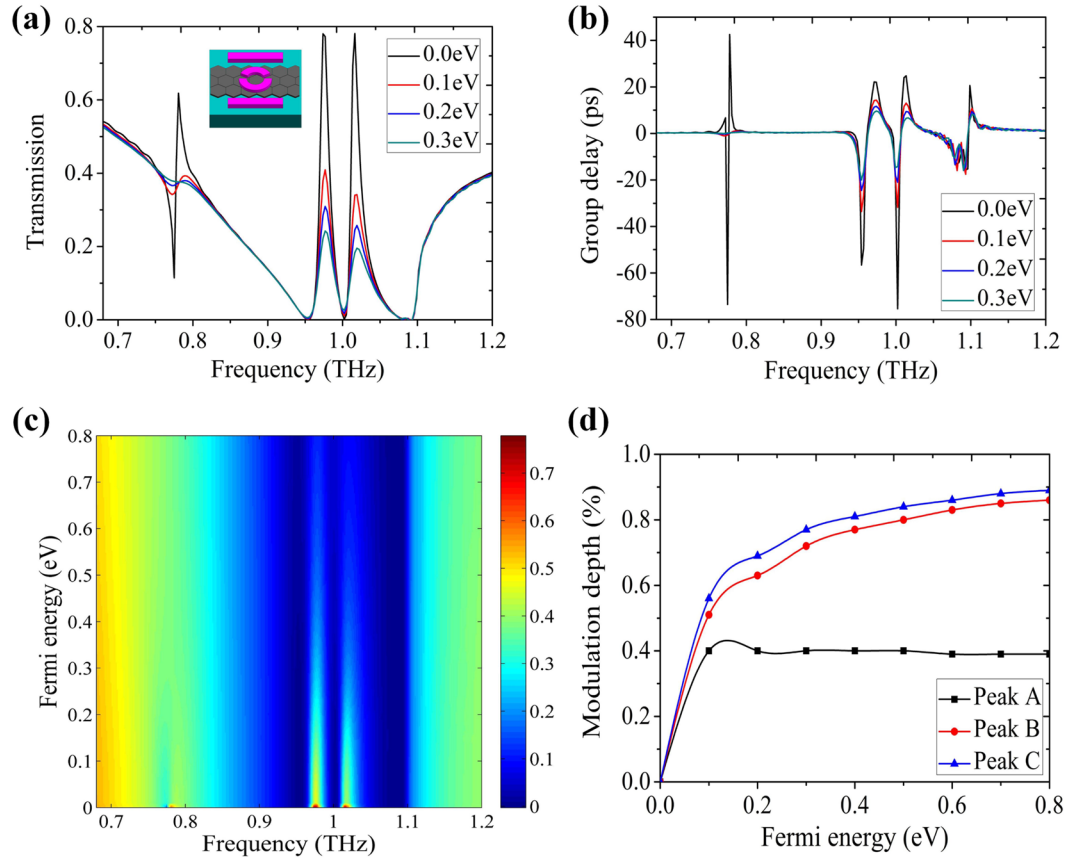 (a)
0.8
0.6
0.4
0.2
0.0
0.7 0.8 0.9 1.0 1.1 1.2
Transmission
Frequency (THz)
0.0eV
0.1eV
0.2eV
0.3eV
(b)
40
20
0
-20
-40
-60
-80
0.7 0.8 0.9 1.0 1.1 1.2
Group delay (ps)
Frequency (THz)
0.0eV
0.1eV
0.2eV
0.3eV
(c)
0.8
0.7
0.6
0.5
0.4
0.3
0.2
0.1
0
0.7 0.8 0.9 1 1.1 1.2
Fermi energy (eV)
Frequency (THz)
0.7
0.6
0.5
0.4
0.3
0.2
0.1
0
(d)
1.0
0.8
0.6
0.4
0.2
0.0
0.0 0.2 0.4 0.6 0.8
Modulation depth (%)
Fermi energy (eV)
Peak A
Peak B
Peak C